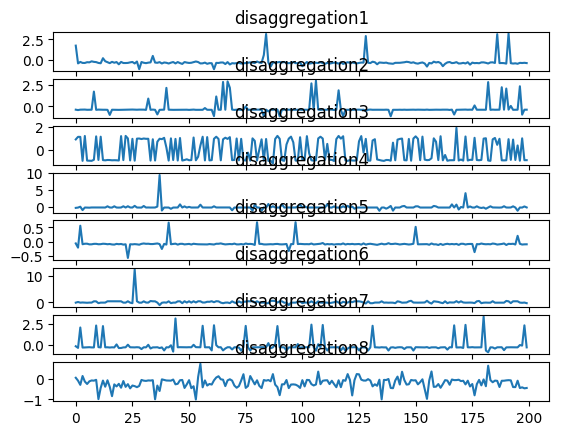 disaggregation1
2.5
0.0
disaggregation2
2.5
0.0
disaggregation3
2
0
disaggregation4
10
5
0
disaggregation5
0.5
0.0
−0.5
disaggregation6
10
0
disaggregation7
2.5
0.0
disaggregation8
0
−1
0 25 50 75 100 125 150 175 200